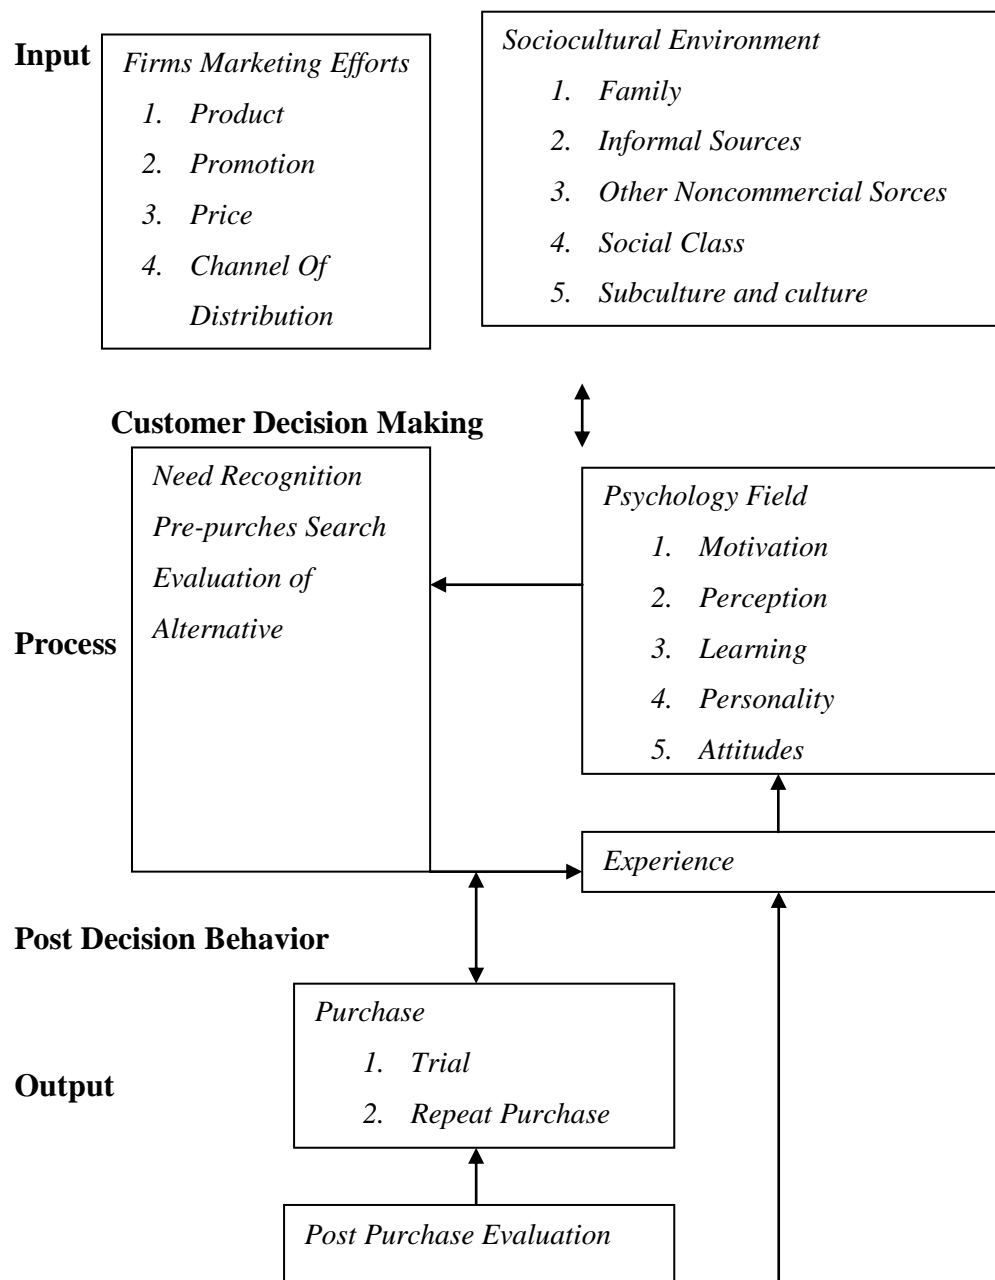 Input
Firms Marketing Efforts
1. Product
2. Promotion
3. Price
4. Channel Of
Distribution
Sociocultural Environment
1. Family
2. Informal Sources
3. Other Noncommercial Sorces
4. Social Class
5. Subculture and culture
Customer Decision Making
Process
Need Recognition
Pre-purches Search
Evaluation of
Alternative
Psychology Field
1. Motivation
2. Perception
3. Learning
4. Personality
5. Attitudes
Experience
Post Decision Behavior
Output
Purchase
1. Trial
2. Repeat Purchase
Post Purchase Evaluation